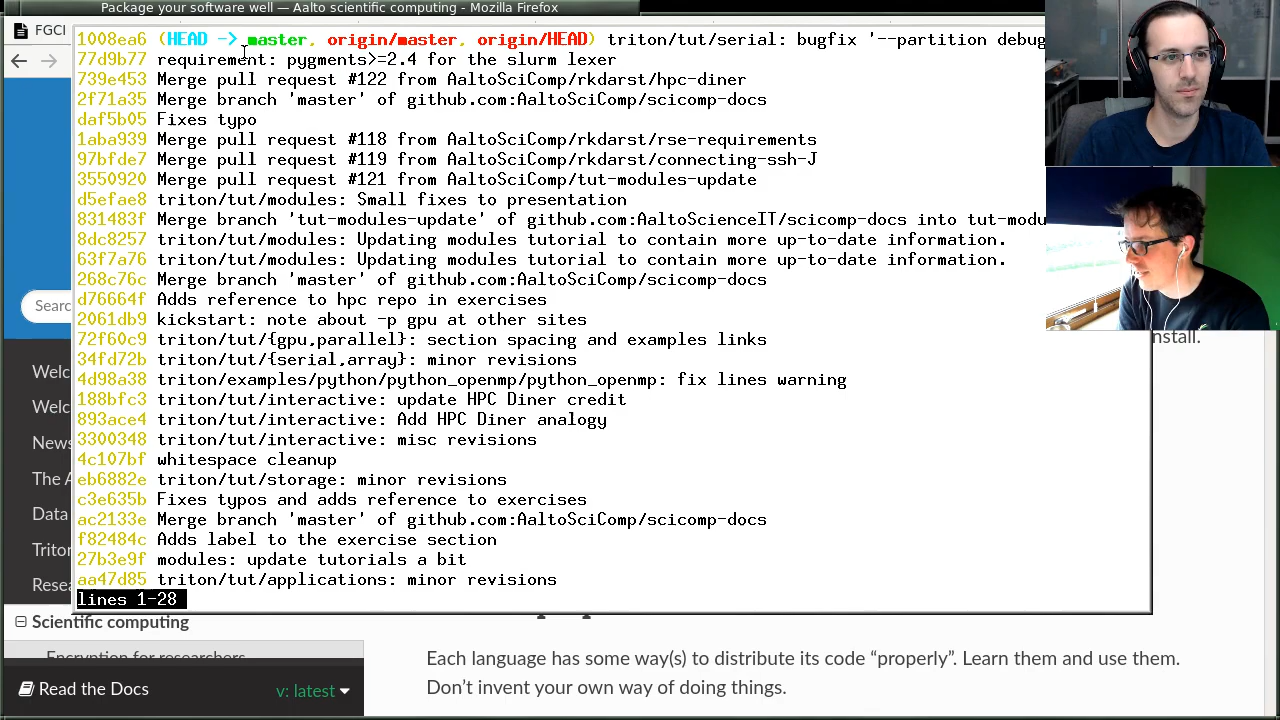 Package your software well — Aalto scientific computing - Mozilla Firefox
FGCI
1008ea6 (HEAD -> master, origin/master, origin/HEAD) triton/tut/serial: bugfix '--partition debug
77d9b77 requirement: pygments>=2.4 for the slurm lexer
739e453 Merge pull request #122 from AaltoSciComp/rkdarst/hpc-diner
2f71a35 Merge branch 'master' of github.com:AaltoSciComp/scicomp-docs
daf5b05 Fixes typo
1aba939 Merge pull request #118 from AaltoSciComp/rkdarst/rse-requirements
97bfde7 Merge pull request #119 from AaltoSciComp/rkdarst/connecting-ssh-J
3550920 Merge pull request #121 from AaltoSciComp/tut-modules-update
d5efae8 triton/tut/modules: Small fixes to presentation
831483f Merge branch 'tut-modules-update' of github.com:AaltoScienceIT/scicomp-docs into tut-modu
8dc8257 triton/tut/modules: Updating modules tutorial to contain more up-to-date information.
63f7a76 triton/tut/modules: Updating modules tutorial to contain more up-to-date information.
268c76c Merge branch 'master' of github.com:AaltoSciComp/scicomp-docs
d76664f Adds reference to hpc repo in exercises
2061db9 kickstart: note about -p gpu at other sites
72f60c9 triton/tut/{gpu,parallel}: section spacing and examples links
34fd72b triton/tut/{serial,array}: minor revisions
4d98a38 triton/examples/python/python_openmp/python_openmp: fix lines warning
188bfc3 triton/tut/interactive: update HPC Diner credit
893ace4 triton/tut/interactive: Add HPC Diner analogy
3300348 triton/tut/interactive: misc revisions
4c107bf whitespace cleanup
eb6882e triton/tut/storage: minor revisions
c3e635b Fixes typos and adds reference to exercises
ac2133e Merge branch 'master' of github.com:AaltoSciComp/scicomp-docs
f82484c Adds label to the exercise section
27b3e9f modules: update tutorials a bit
aa47d85 triton/tut/applications: minor revisions
lines 1-28
Searc
Welc
Welc
News
The A
Data
Triton
Resea
Scientific computing
Encryption for researchers
Read the Docs
v: latest
nstall.
Each language has some way(s) to distribute its code “properly”. Learn them and use them.
Don’t invent your own way of doing things.